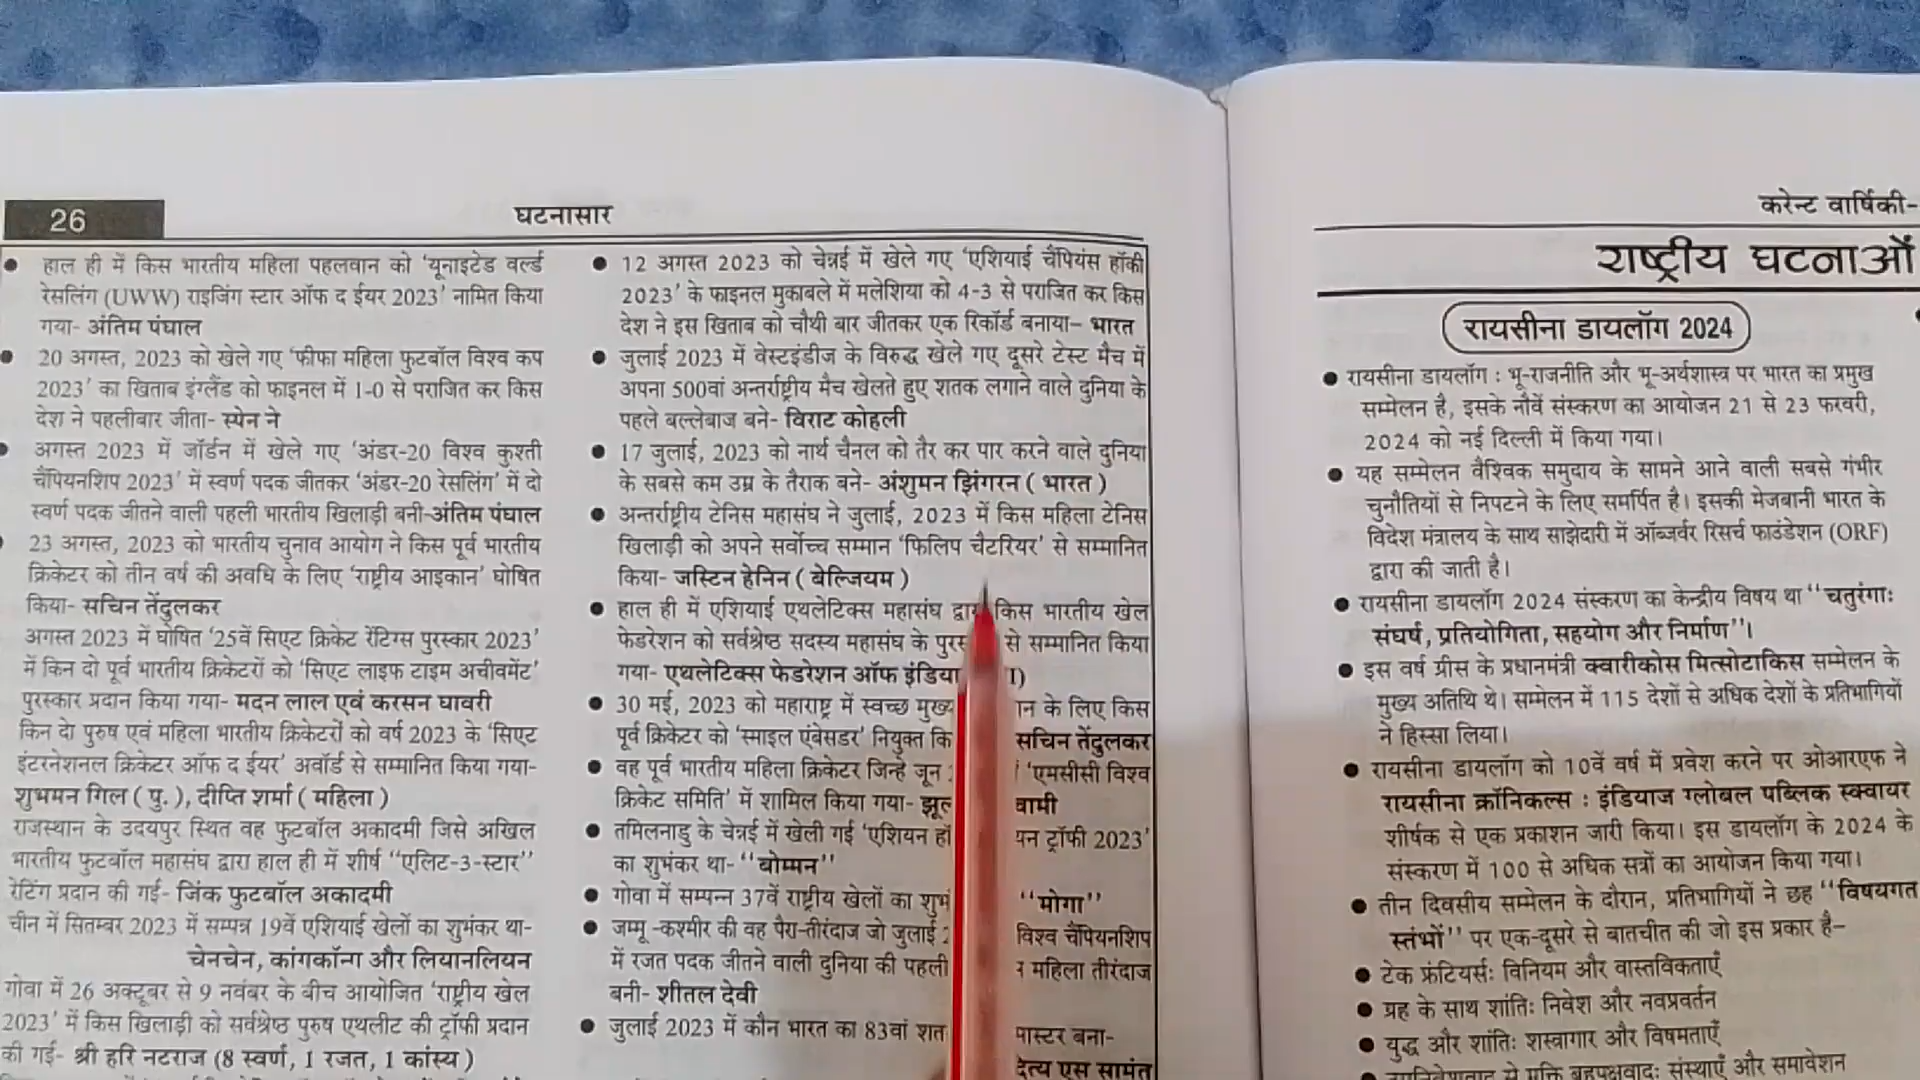 26
घटनासार
● हाल ही में किस भारतीय महिला पहलवान को ‘यूनाइटेड वर्ल्ड
रेसलिंग (UWW) राइजिंग स्टार ऑफ द ईयर 2023’ नामित किया
गया- अंतिम पंघाल
● 20 अगस्त, 2023 को खेले गए ‘फीफा महिला फुटबॉल विश्व कप
2023’ का खिताब इंग्लैंड को फाइनल में 1-0 से पराजित कर किस
देश ने पहलीबार जीता- स्पेन ने
● अगस्त 2023 में जॉर्डन में खेले गए ‘अंडर-20 विश्व कुश्ती
चैंपियनशिप 2023’ में स्वर्ण पदक जीतकर ‘अंडर-20 रेसलिंग’ में दो
स्वर्ण पदक जीतने वाली पहली भारतीय खिलाड़ी बनी-अंतिम पंघाल
23 अगस्त, 2023 को भारतीय चुनाव आयोग ने किस पूर्व भारतीय
क्रिकेटर को तीन वर्ष की अवधि के लिए ‘राष्ट्रीय आइकान’ घोषित
किया- सचिन तेंदुलकर
अगस्त 2023 में घोषित ‘25वें सिएट क्रिकेट रेंटिग्स पुरस्कार 2023’
में किन दो पूर्व भारतीय क्रिकेटरों को ‘सिएट लाइफ टाइम अचीवमेंट’
पुरस्कार प्रदान किया गया- मदन लाल एवं करसन घावरी
किन दो पुरुष एवं महिला भारतीय क्रिकेटरों को वर्ष 2023 के ‘सिएट
इंटरनेशनल क्रिकेटर ऑफ द ईयर’ अवॉर्ड से सम्मानित किया गया-
शुभमन गिल ( पु. ), दीप्ति शर्मा ( महिला )
राजस्थान के उदयपुर स्थित वह फुटबॉल अकादमी जिसे अखिल
भारतीय फुटबॉल महासंघ द्वारा हाल ही में शीर्ष ‘‘एलिट-3-स्टार’’
रेटिंग प्रदान की गई- जिंक फुटबॉल अकादमी
चीन में सितम्बर 2023 में सम्पन्न 19वें एशियाई खेलों का शुभंकर था-
चेनचेन, कांगकॉन्ग और लियानलियन
गोवा में 26 अक्टूबर से 9 नवंबर के बीच आयोजित ‘राष्ट्रीय खेल
2023’ में किस खिलाड़ी को सर्वश्रेष्ठ पुरुष एथलीट की ट्रॉफी प्रदान
की गई- श्री हरि नटराज (8 स्वर्ण, 1 रजत, 1 कांस्य )
● 12 अगस्त 2023 को चेन्नई में खेले गए ‘एशियाई चैंपियंस हॉकी
2023’ के फाइनल मुकाबले में मलेशिया को 4-3 से पराजित कर किस
देश ने इस खिताब को चौथी बार जीतकर एक रिकॉर्ड बनाया- भारत
● जुलाई 2023 में वेस्टइंडीज के विरुद्ध खेले गए दूसरे टेस्ट मैच में
अपना 500वां अन्तर्राष्ट्रीय मैच खेलते हुए शतक लगाने वाले दुनिया के
पहले बल्लेबाज बने- विराट कोहली
● 17 जुलाई, 2023 को नार्थ चैनल को तैर कर पार करने वाले दुनिया
के सबसे कम उम्र के तैराक बने- अंशुमन झिंगरन ( भारत )
● अन्तर्राष्ट्रीय टेनिस महासंघ ने जुलाई, 2023 में किस महिला टेनिस
खिलाड़ी को अपने सर्वोच्च सम्मान ‘फिलिप चैटरियर’ से सम्मानित
किया- जस्टिन हेनिन ( बेल्जियम )
● हाल ही में एशियाई एथलेटिक्स महासंघ द्वारा किस भारतीय खेल
फेडरेशन को सर्वश्रेष्ठ सदस्य महासंघ के पुरस् से सम्मानित किया
गया- एथलेटिक्स फेडरेशन ऑफ इंडिया I)
● 30 मई, 2023 को महाराष्ट्र में स्वच्छ मुख्य न के लिए किस
पूर्व क्रिकेटर को ‘स्माइल एंबेसडर’ नियुक्त कि सचिन तेंदुलकर
● वह पूर्व भारतीय महिला क्रिकेटर जिन्हे जून ‘एमसीसी विश्व
क्रिकेट समिति’ में शामिल किया गया- झूल वामी
● तमिलनाडु के चेन्नई में खेली गई ‘एशियन हॉ यन ट्रॉफी 2023’
का शुभंकर था- ‘‘बोम्मन’’
● गोवा में सम्पन्न 37वें राष्ट्रीय खेलों का शुभ ‘‘मोगा’’
● जम्मू-कश्मीर की वह पैरा-तीरंदाज जो जुलाई 2 विश्व चैंपियनशिप
में रजत पदक जीतने वाली दुनिया की पहली महिला तीरंदाज
बनी- शीतल देवी
● जुलाई 2023 में कौन भारत का 83वां शत मास्टर बना-
दित्य एस सामंत
करेन्ट वार्षिकी-
राष्ट्रीय घटनाओं
रायसीना डायलॉग 2024
● रायसीना डायलॉग : भू-राजनीति और भू-अर्थशास्त्र पर भारत का प्रमुख
सम्मेलन है, इसके नौवें संस्करण का आयोजन 21 से 23 फरवरी,
2024 को नई दिल्ली में किया गया।
● यह सम्मेलन वैश्विक समुदाय के सामने आने वाली सबसे गंभीर
चुनौतियों से निपटने के लिए समर्पित है। इसकी मेजबानी भारत के
विदेश मंत्रालय के साथ साझेदारी में ऑब्जर्वर रिसर्च फाउंडेशन (ORF)
द्वारा की जाती है।
● रायसीना डायलॉग 2024 संस्करण का केन्द्रीय विषय था ‘‘चतुरंगाः
संघर्ष, प्रतियोगिता, सहयोग और निर्माण’’।
● इस वर्ष ग्रीस के प्रधानमंत्री क्वारीकोस मित्सोटाकिस सम्मेलन के
मुख्य अतिथि थे। सम्मेलन में 115 देशों से अधिक देशों के प्रतिभागियों
ने हिस्सा लिया।
● रायसीना डायलॉग को 10वें वर्ष में प्रवेश करने पर ओआरएफ ने
रायसीना क्रॉनिकल्स : इंडियाज ग्लोबल पब्लिक स्क्वायर
शीर्षक से एक प्रकाशन जारी किया। इस डायलॉग के 2024 के
संस्करण में 100 से अधिक सत्रों का आयोजन किया गया।
● तीन दिवसीय सम्मेलन के दौरान, प्रतिभागियों ने छह ‘‘विषयगत
स्तंभों’’ पर एक-दूसरे से बातचीत की जो इस प्रकार है-
● टेक फ्रंटियर्सः विनियम और वास्तविकताएँ
● ग्रह के साथ शांतिः निवेश और नवप्रवर्तन
● युद्ध और शांतिः शस्त्रागार और विषमताएँ
● उपनिवेशवाद से मुक्ति बहुपक्षवादः संस्थाएँ और समावेशन